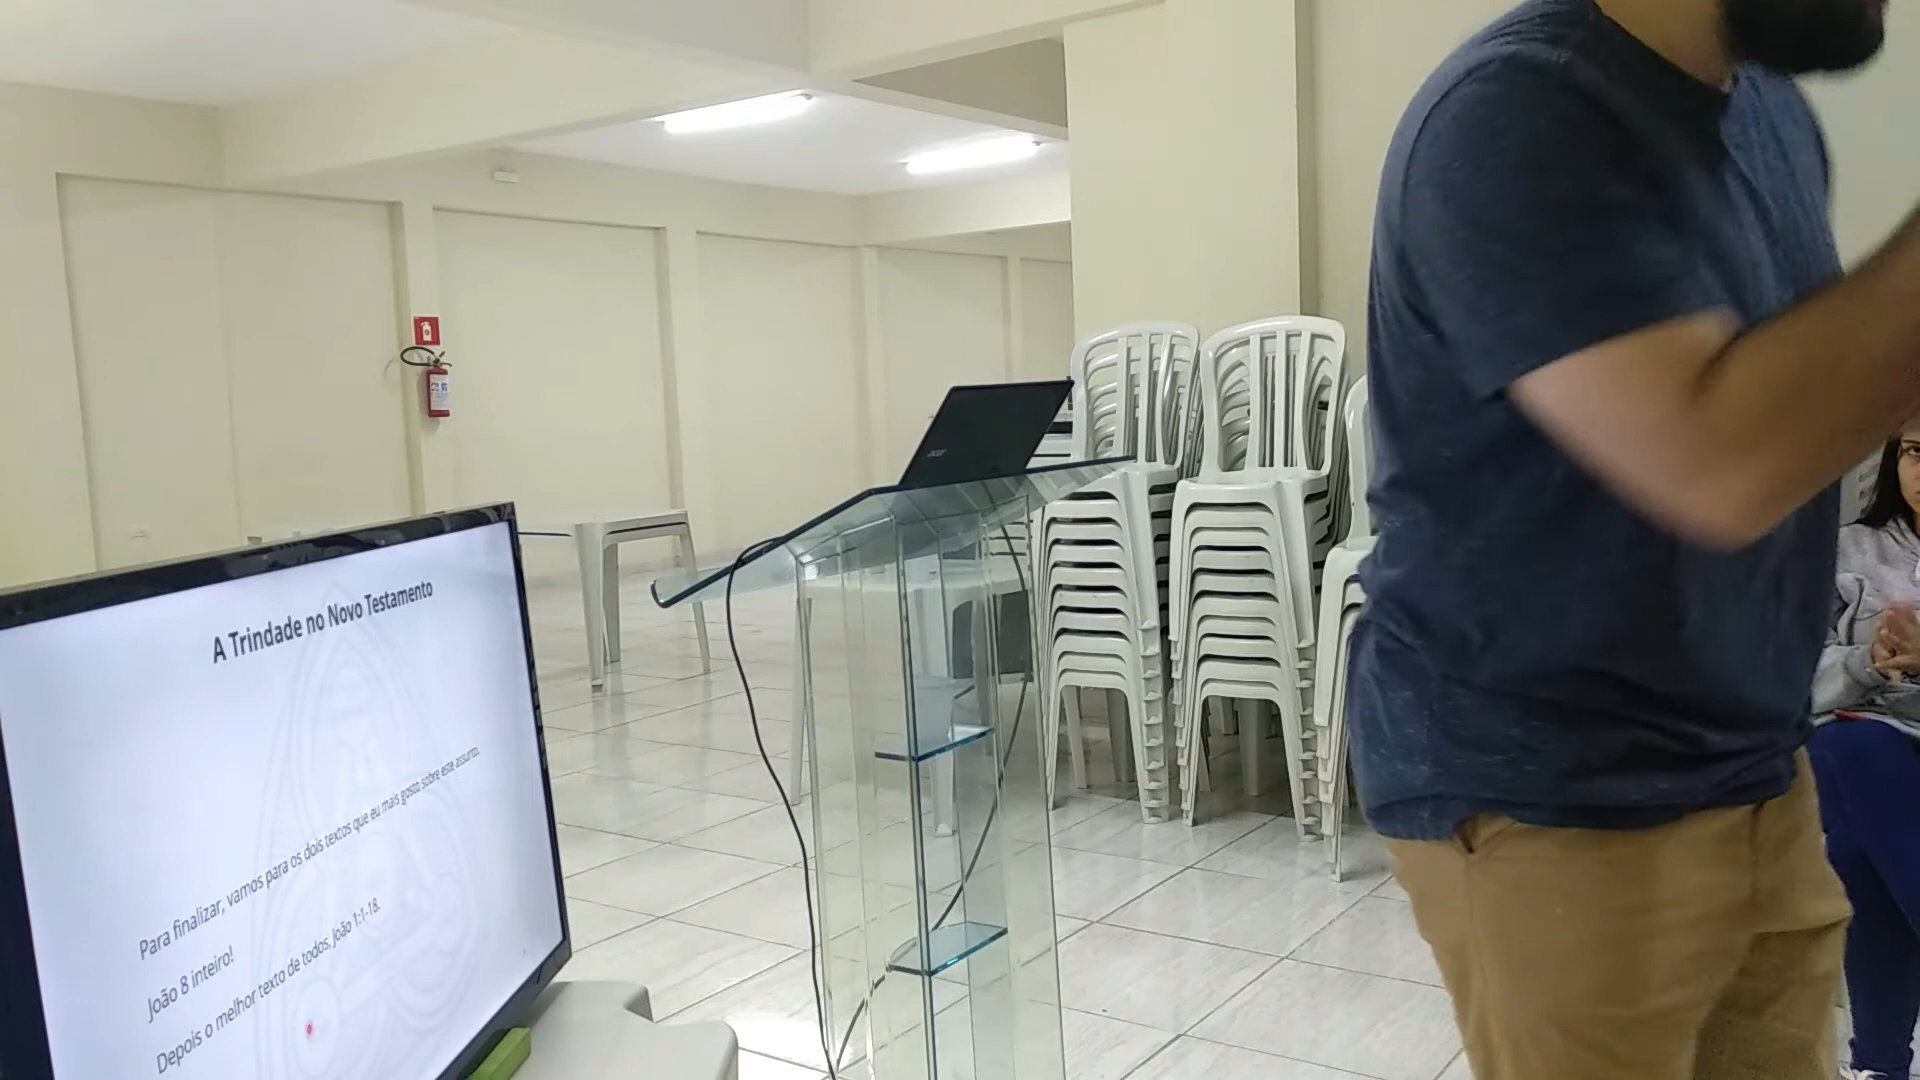 A Trindade no Novo Testamento
Para finalizar, vamos para os dois textos que eu mais gosto sobre este assunto.
João 8 inteiro!
Depois o melhor texto de todos. João 1:1-18.
acer